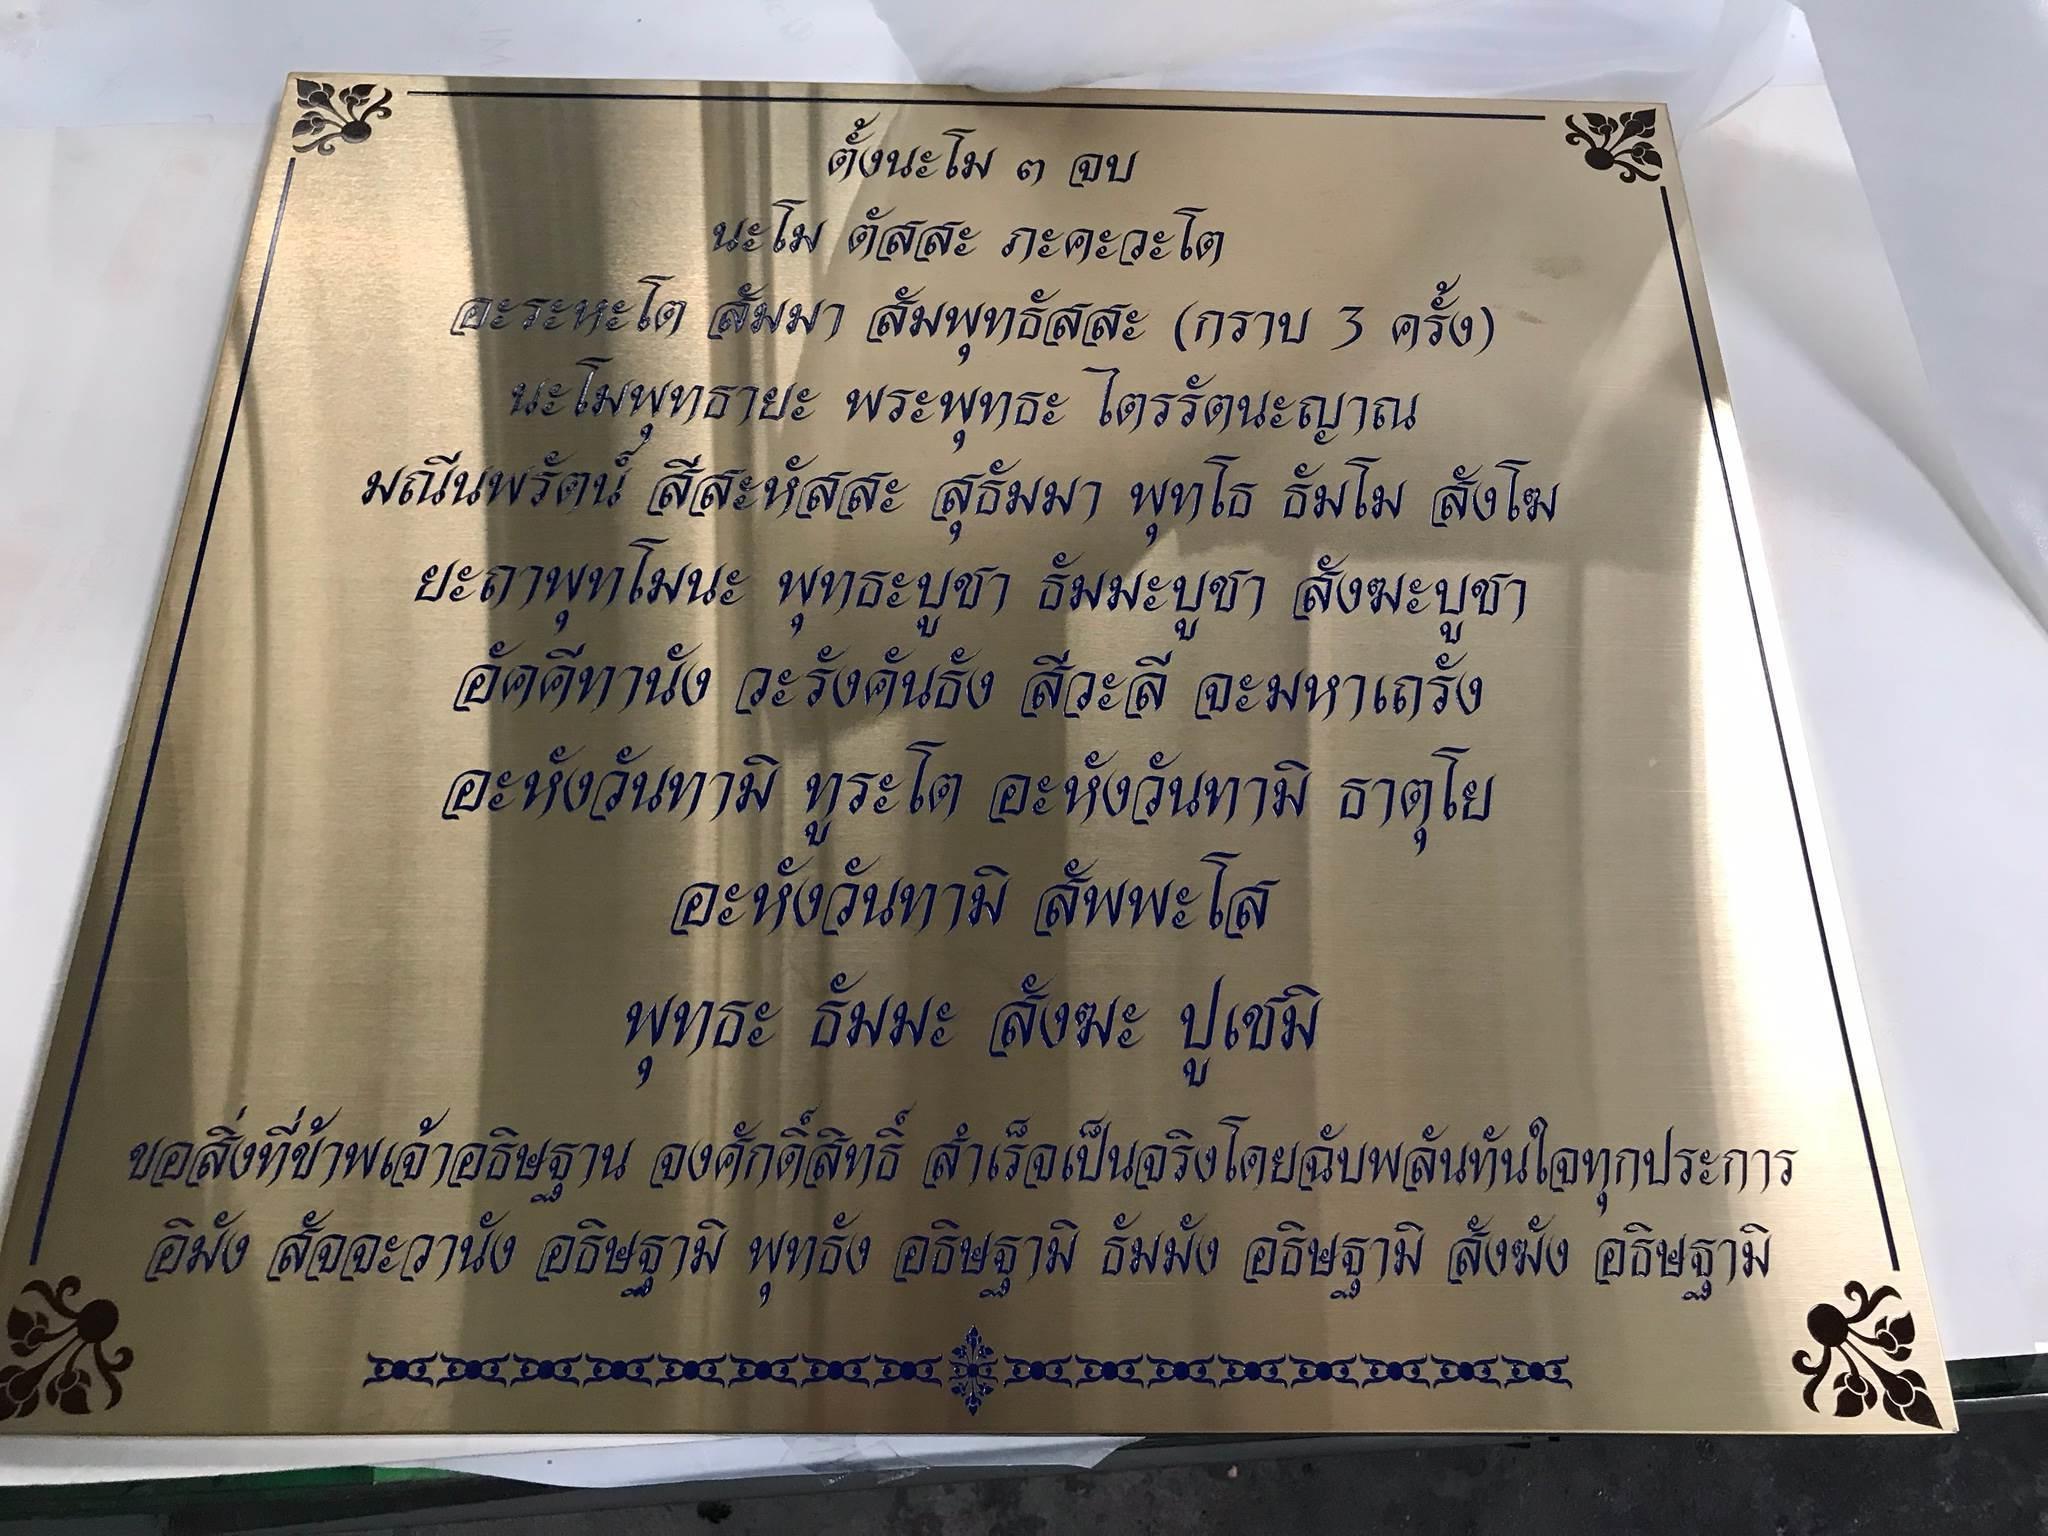 ตั้งนะโม ๓ จบ
นะโม ตัสสะ ภะคะวะโต
อะระหะโต สัมมา สัมพุทธัสสะ (กราบ 3 ครั้ง)
นะโมพุทธายะ พระพุทธะ ไตรรัตนะญาณ
มณีนพรัตน์ สีสะหัสสะ สุธัมมา พุทโธ ธัมโม สังโฆ
ยะถาพุทโมนะ พุทธะบูชา ธัมมะบูชา สังฆะบูชา
อัคคีทานัง วะรังคันธัง สีวะลี จะมหาเถรัง
อะหังวันทามิ ทูระโต อะหังวันทามิ ธาตุโย
อะหังวันทามิ สัพพะโส
พุทธะ ธัมมะ สังฆะ ปูเชมิ
ขอสิ่งที่ข้าพเจ้าอธิษฐาน จงศักดิ์สิทธิ์ สำเร็จเป็นจริงโดยฉับพลันทันใจทุกประการ
อิมัง สัจจะวานัง อธิษฐามิ พุทธัง อธิษฐามิ ธัมมัง อธิษฐามิ สังฆัง อธิษฐามิ